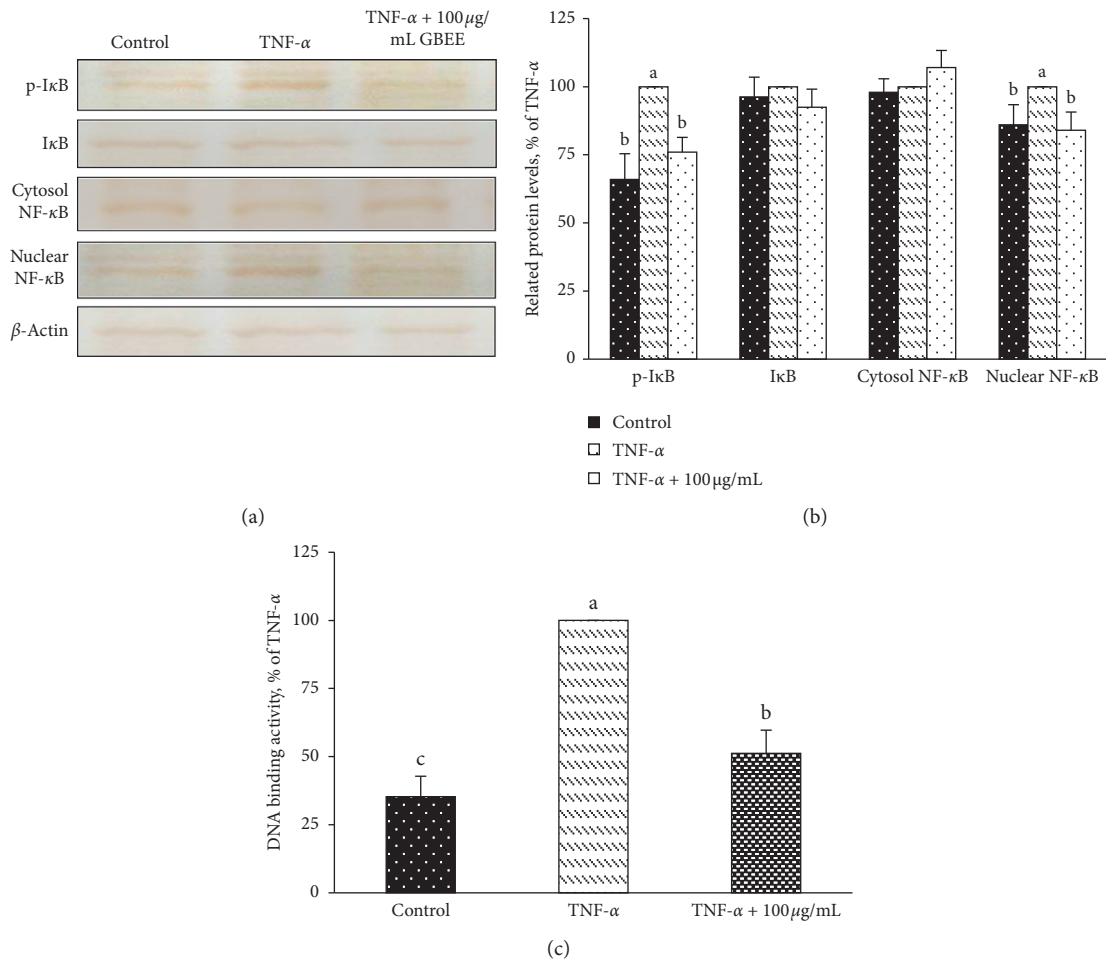 Control
TNF-α
TNF-α + 100 μg/
mL GBEE
p-IκB
IκB
Cytosol
NF-κB
Nuclear
NF-κB
β-Actin
(a)
Related protein levels, % of TNF-α
125
100
75
50
25
0
b
a
b
b
a
b
p-IκB
IκB
Cytosol NF-κB
Nuclear NF-κB
Control
TNF-α
TNF-α + 100 μg/mL
(b)
DNA binding activity, % of TNF-α
125
100
75
50
25
0
c
a
b
Control
TNF-α
TNF-α + 100 μg/mL
(c)